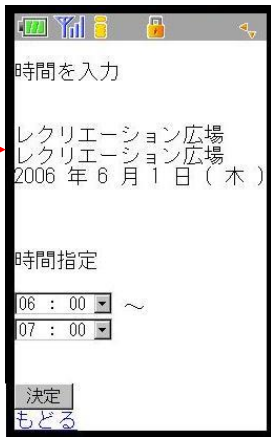 時間を入力
レクリエーション広場
レクリエーション広場
2006 年 6 月 1 日 ( 木 )
時間指定
06 : 00 ～
07 : 00
決定
もどる